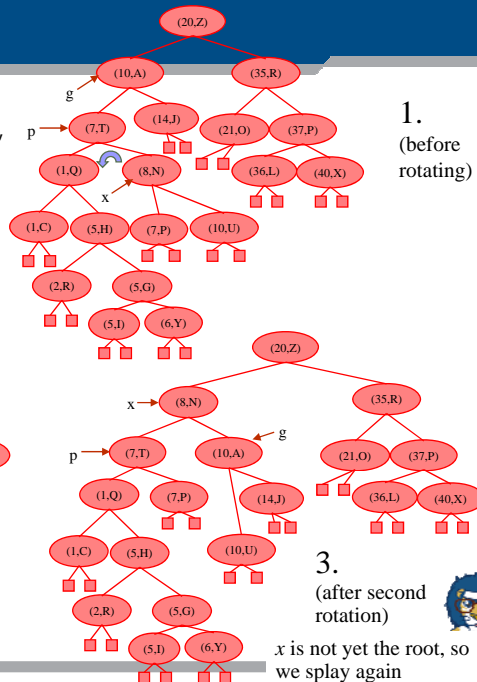 (20,Z)
(10,A)
(35,R)
g
1.
(before
rotating)
p
(7,T)
(14,J)
(21,O)
(37,P)
(1,Q)
(8,N)
(36,L)
(40,X)
x
(1,C)
(5,H)
(7,P)
(10,U)
(2,R)
(5,G)
(5,I)
(6,Y)
(20,Z)
x
(8,N)
(35,R)
g
p
(7,T)
(10,A)
(21,O)
(37,P)
(1,Q)
(7,P)
(14,J)
(36,L)
(40,X)
(1,C)
(5,H)
(10,U)
3.
(after second
rotation)
(2,R)
(5,G)
(5,I)
(6,Y)
x is not yet the root, so
we splay again